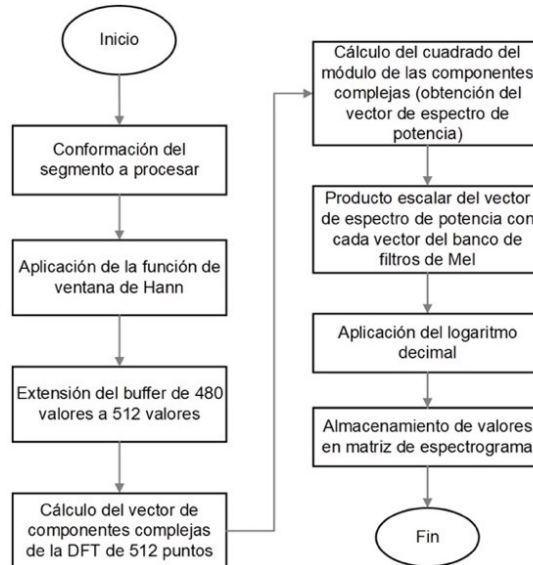 Inicio
Conformación del
segmento a procesar
Aplicación de la función de
ventana de Hann
Extensión del buffer de 480
valores a 512 valores
Cálculo del vector de
componentes complejas
de la DFT de 512 puntos
Cálculo del cuadrado del
módulo de las componentes
complejas (obtención del
vector de espectro de
potencia)
Producto escalar del vector
de espectro de potencia con
cada vector del banco de
filtros de Mel
Aplicación del logaritmo
decimal
Almacenamiento de valores
en matriz de espectrograma
Fin